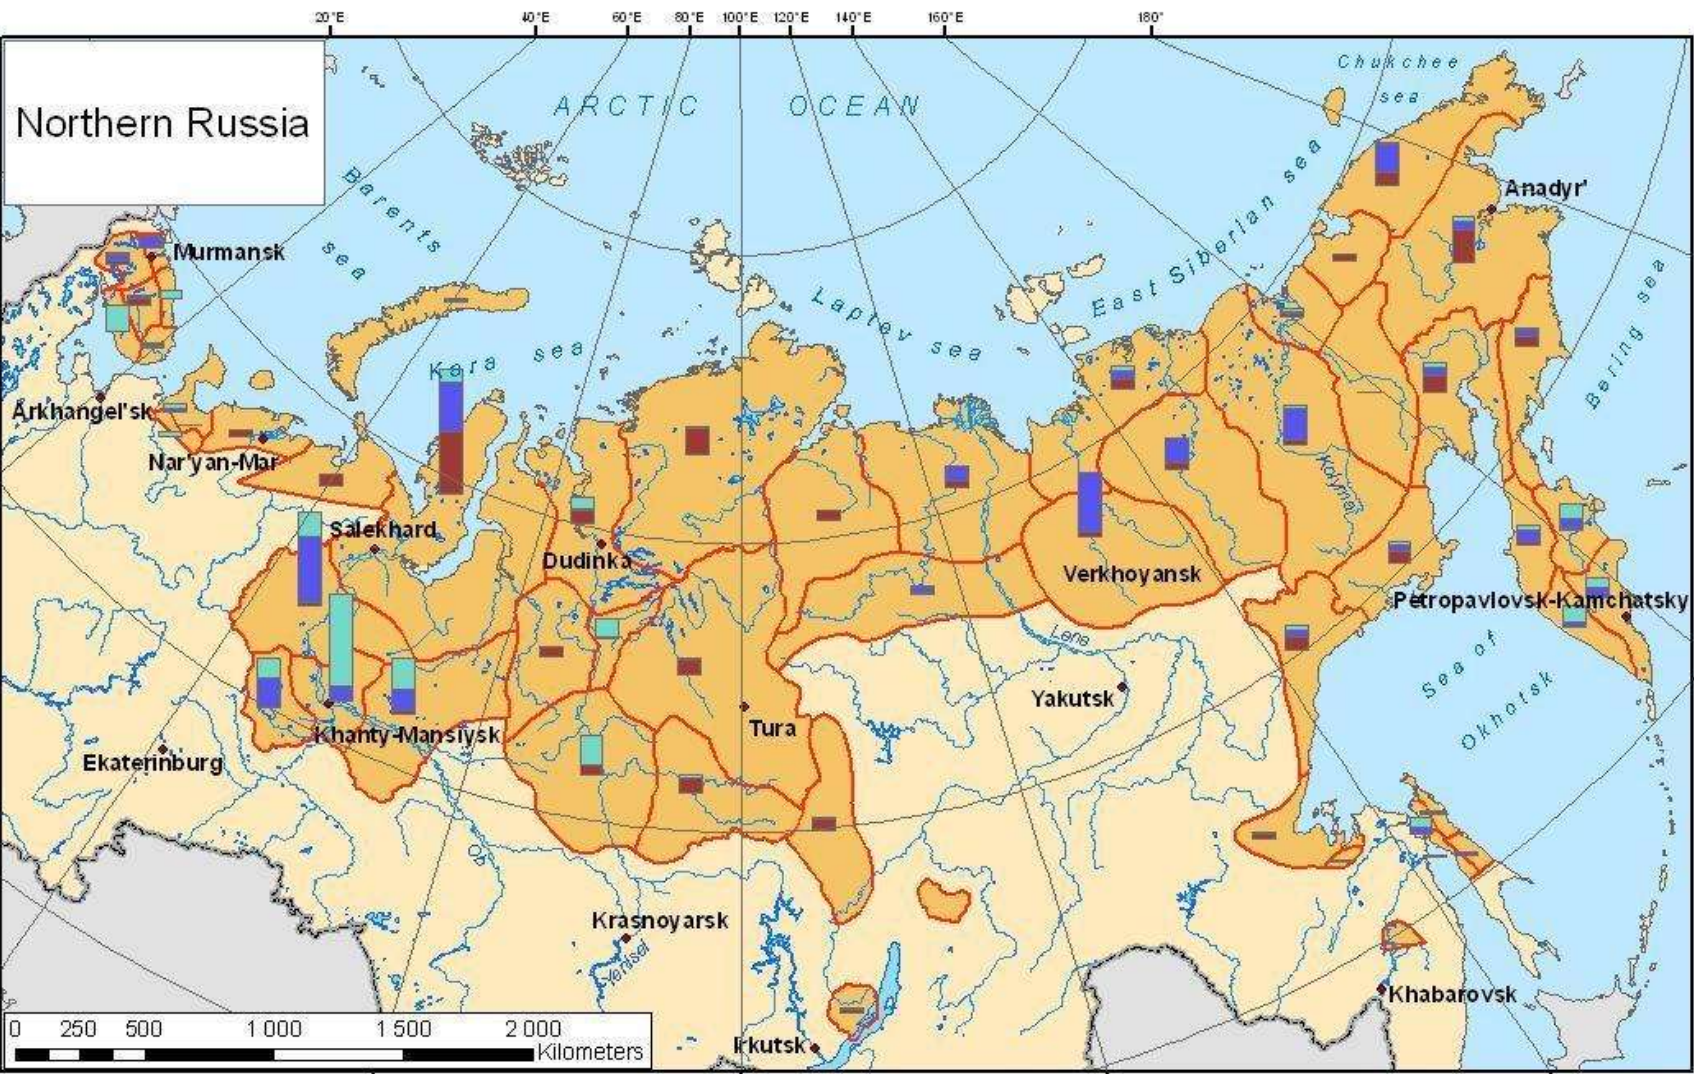 20°E 40°E 60°E 80°E 100°E 120°E 140°E 160°E 180°
Northern Russia
ARCTIC OCEAN
Chukchee
sea
Barents
sea
East Siberian sea
Anadyr'
Murmansk
Bering sea
Laptev sea
Kara sea
Arkhangel'sk
Nar'yan-Mar
Kolyma
Salekhard
Dudinka
Verkhoyansk
Petropavlovsk-Kamchatsky
Lena
Sea of
Okhotsk
Yakutsk
Tura
Khanty-Mansiysk
Ekaterinburg
Ob
Krasnoyarsk
Yenisei
Khabarovsk
Irkutsk
0 250 500 1 000 1 500 2 000
Kilometers